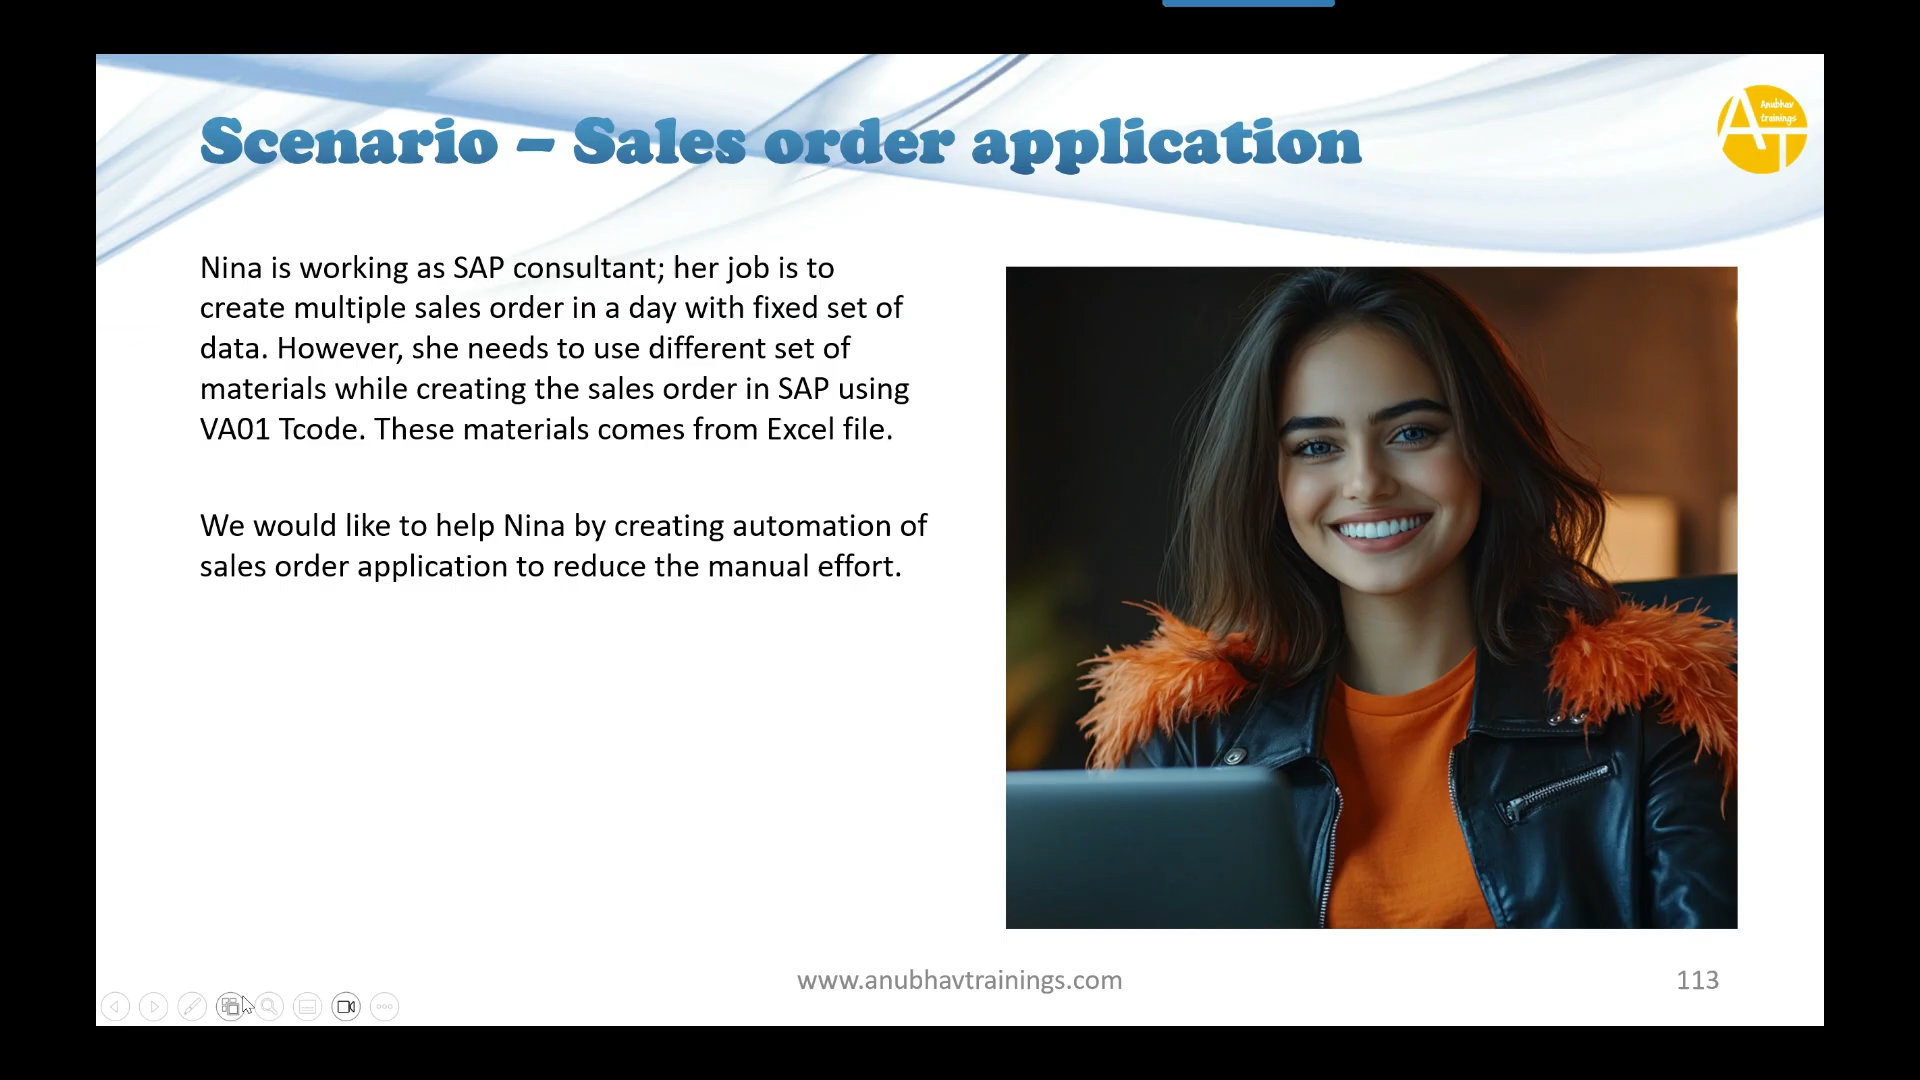 Scenario – Sales order application
Anubhav
trainings
AT
Nina is working as SAP consultant; her job is to
create multiple sales order in a day with fixed set of
data. However, she needs to use different set of
materials while creating the sales order in SAP using
VA01 Tcode. These materials comes from Excel file.
We would like to help Nina by creating automation of
sales order application to reduce the manual effort.
www.anubhavtrainings.com
113